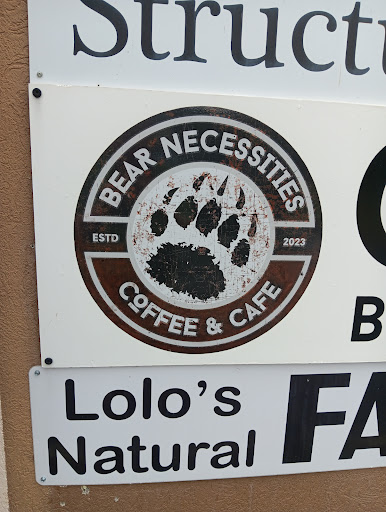 Structu
BEAR NECESSITIES
ESTD 2023
COFFEE & CAFE
B
Lolo's FA
Natural